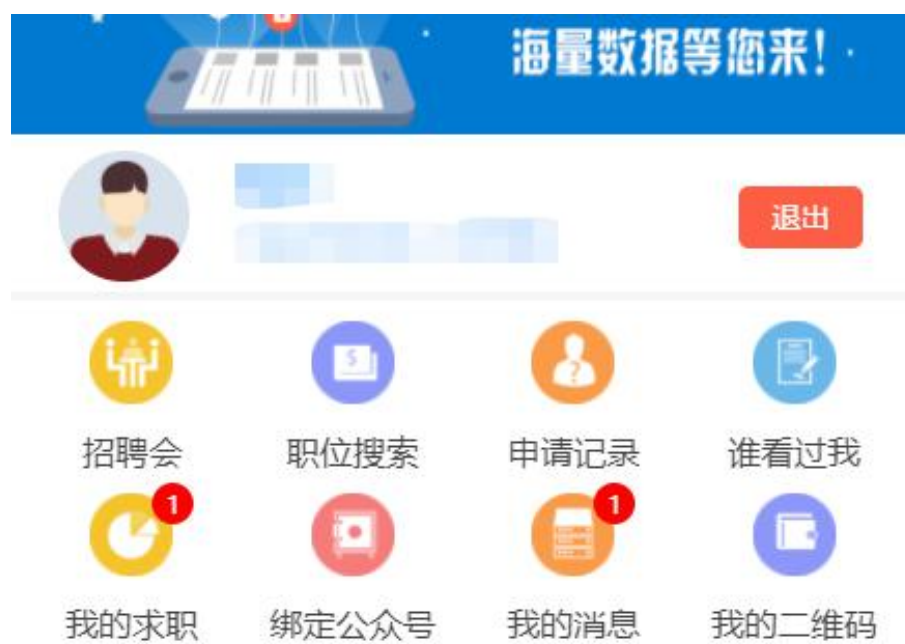 海量数据等您来!
退出
招聘会 职位搜索 申请记录 谁看过我
1 1
我的求职 绑定公众号 我的消息 我的二维码